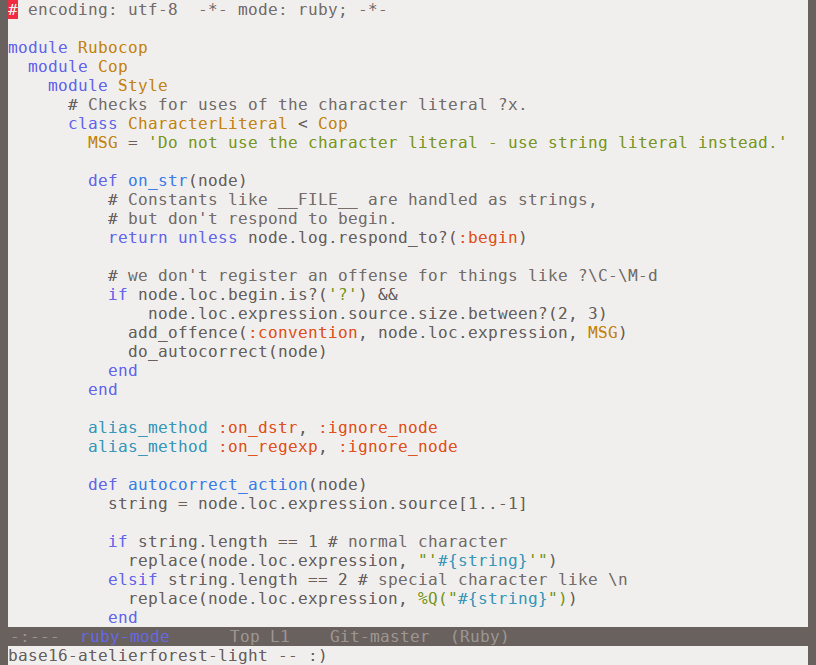 # encoding: utf-8  -*- mode: ruby; -*-

module Rubocop
  module Cop
    module Style
      # Checks for uses of the character literal ?x.
      class CharacterLiteral < Cop
        MSG = 'Do not use the character literal - use string literal instead.'

        def on_str(node)
          # Constants like __FILE__ are handled as strings,
          # but don't respond to begin.
          return unless node.log.respond_to?(:begin)

          # we don't register an offense for things like ?\C-\M-d
          if node.loc.begin.is?('?') &&
              node.loc.expression.source.size.between?(2, 3)
            add_offence(:convention, node.loc.expression, MSG)
            do_autocorrect(node)
          end
        end

        alias_method :on_dstr, :ignore_node
        alias_method :on_regexp, :ignore_node

        def autocorrect_action(node)
          string = node.loc.expression.source[1..-1]

          if string.length == 1 # normal character
            replace(node.loc.expression, "'#{string}'")
          elsif string.length == 2 # special character like \n
            replace(node.loc.expression, %Q("#{string}"))
          end
-:---  ruby-mode      Top L1    Git-master  (Ruby)
base16-atelierforest-light -- :)